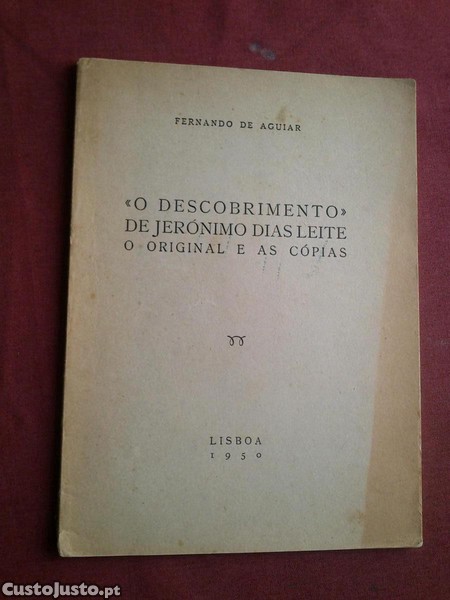 FERNANDO DE AGUIAR
«O DESCOBRIMENTO»
DE JERÓNIMO DIAS LEITE
O ORIGINAL E AS CÓPIAS
LISBOA
1950
CustoJusto.pt